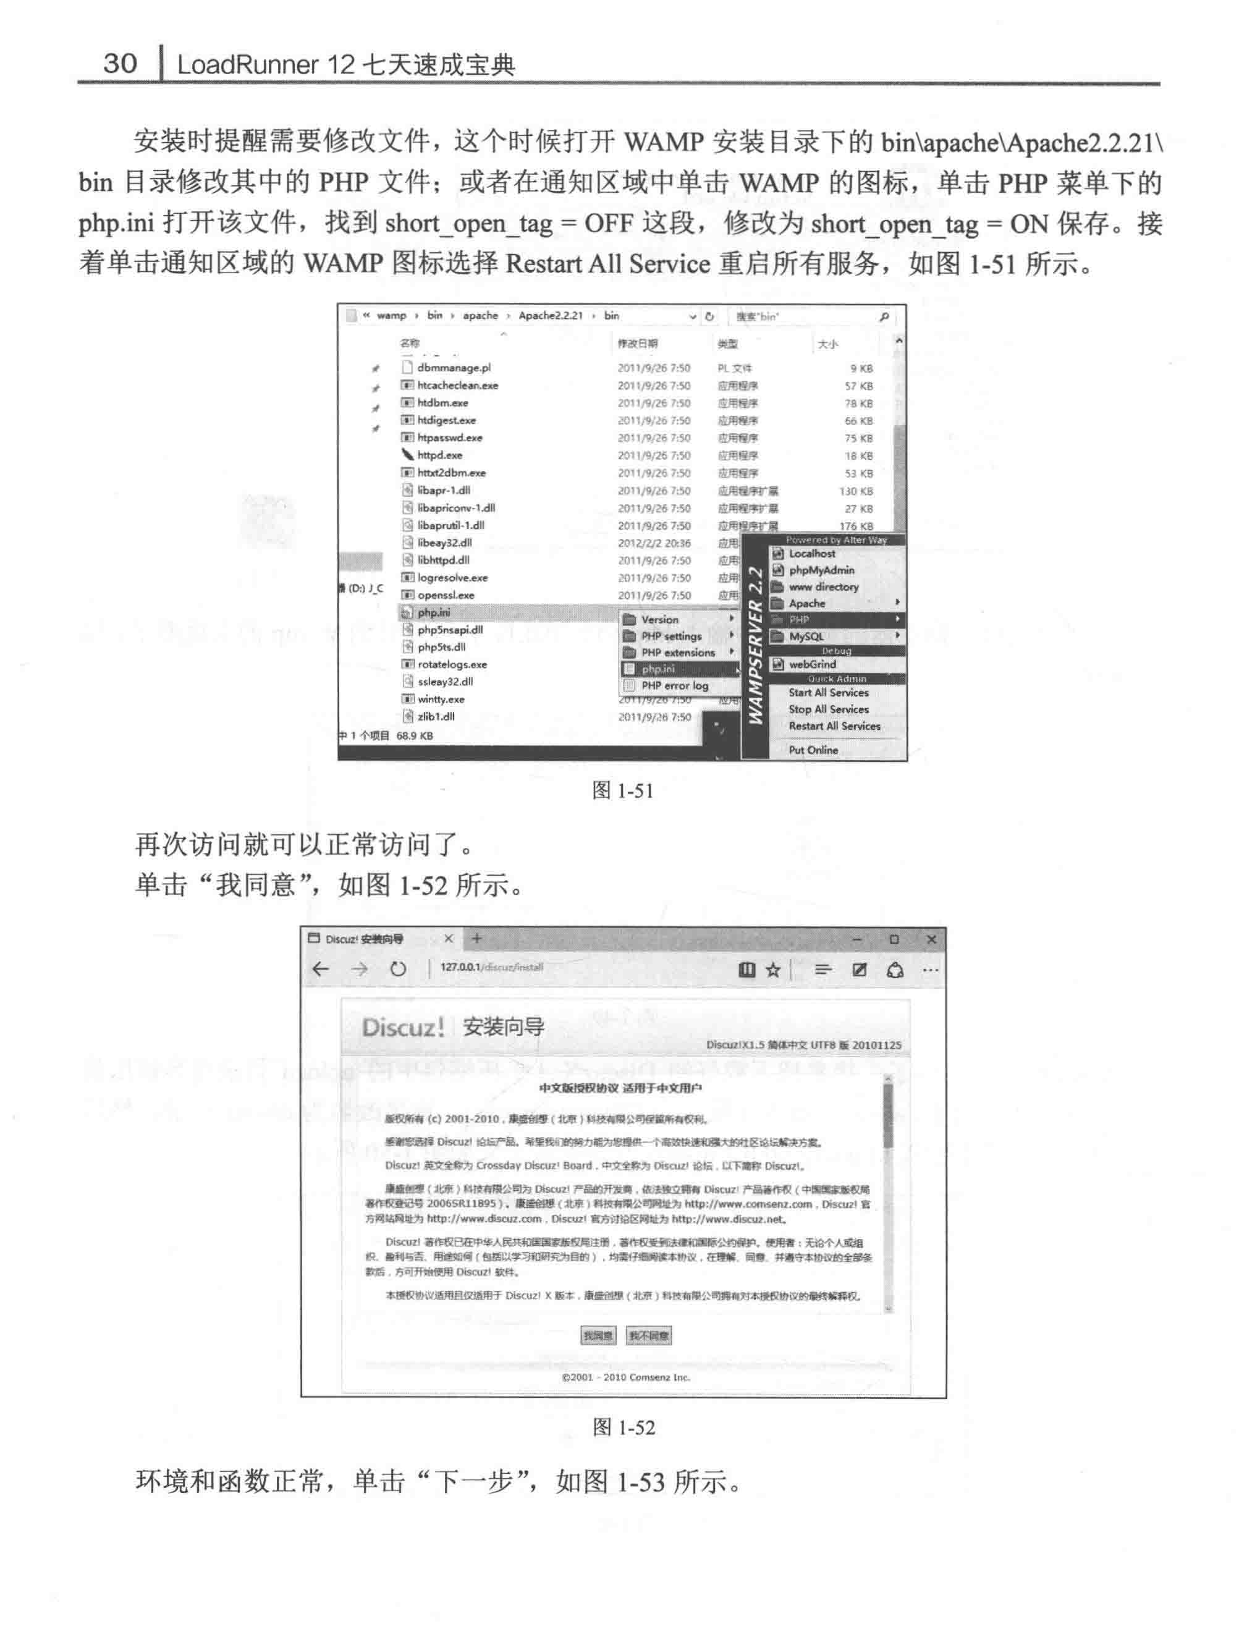 30 LoadRunner 12 七天速成宝典
安装时提醒需要修改文件，这个时候打开 WAMP 安装目录下的 bin\apache\Apache2.2.21\
bin 目录修改其中的 PHP 文件；或者在通知区域中单击 WAMP 的图标，单击 PHP 菜单下的
php.ini 打开该文件，找到 short_open_tag = OFF 这段，修改为 short_open_tag = ON 保存。接
着单击通知区域的 WAMP 图标选择 Restart All Service 重启所有服务，如图 1-51 所示。
« wamp › bin › apache › Apache2.2.21 › bin 搜索"bin"
名称 修改日期 类型 大小
dbmmanage.pl 2011/9/26 7:50 PL 文件 9 KB
htcacheclean.exe 2011/9/26 7:50 应用程序 57 KB
htdbm.exe 2011/9/26 7:50 应用程序 78 KB
htdigest.exe 2011/9/26 7:50 应用程序 66 KB
htpasswd.exe 2011/9/26 7:50 应用程序 75 KB
httpd.exe 2011/9/26 7:50 应用程序 18 KB
httxt2dbm.exe 2011/9/26 7:50 应用程序 53 KB
libapr-1.dll 2011/9/26 7:50 应用程序扩展 130 KB
libapriconv-1.dll 2011/9/26 7:50 应用程序扩展 27 KB
libaprutil-1.dll 2011/9/26 7:50 应用程序扩展 176 KB
libeay32.dll 2012/2/2 20:36 应用
libhttpd.dll 2011/9/26 7:50 应用
logresolve.exe 2011/9/26 7:50 应用
(D:) J_C
openssl.exe 2011/9/26 7:50 应用
php.ini
php5nsapi.dll
php5ts.dll
rotatelogs.exe
ssleay32.dll
wintty.exe 2011/9/26 7:50 应用
zlib1.dll 2011/9/26 7:50
中 1 个项目 68.9 KB
Version
PHP settings
PHP extensions
php.ini
PHP error log
WAMPSERVER 2.2
Powered by Alter Way
Localhost
phpMyAdmin
www directory
Apache
PHP
MySQL
Debug
webGrind
Quick Admin
Start All Services
Stop All Services
Restart All Services
Put Online
图 1-51
再次访问就可以正常访问了。
单击“我同意”，如图 1-52 所示。
Discuz! 安装向导 × +
127.0.0.1/discuz/install
Discuz! 安装向导
Discuz!X1.5 简体中文 UTF8 版 20101125
中文版授权协议 适用于中文用户
版权所有 (c) 2001-2010，康盛创想（北京）科技有限公司保留所有权利。
感谢您选择 Discuz! 论坛产品。希望我们的努力能为您提供一个高效快速和强大的社区论坛解决方案。
Discuz! 英文全称为 Crossday Discuz! Board，中文全称为 Discuz! 论坛，以下简称 Discuz!。
康盛创想（北京）科技有限公司为 Discuz! 产品的开发商，依法独立拥有 Discuz! 产品著作权（中国国家版权局
著作权登记号 2006SR11895）。康盛创想（北京）科技有限公司网址为 http://www.comsenz.com，Discuz! 官
方网站网址为 http://www.discuz.com，Discuz! 官方讨论区网址为 http://www.discuz.net。
Discuz! 著作权已在中华人民共和国国家版权局注册，著作权受到法律和国际公约保护。使用者：无论个人或组
织、盈利与否、用途如何（包括以学习和研究为目的），均需仔细阅读本协议，在理解、同意、并遵守本协议的全部条
款后，方可开始使用 Discuz! 软件。
本授权协议适用且仅适用于 Discuz! X 版本，康盛创想（北京）科技有限公司拥有对本授权协议的最终解释权。
我同意 我不同意
©2001 - 2010 Comsenz Inc.
图 1-52
环境和函数正常，单击“下一步”，如图 1-53 所示。